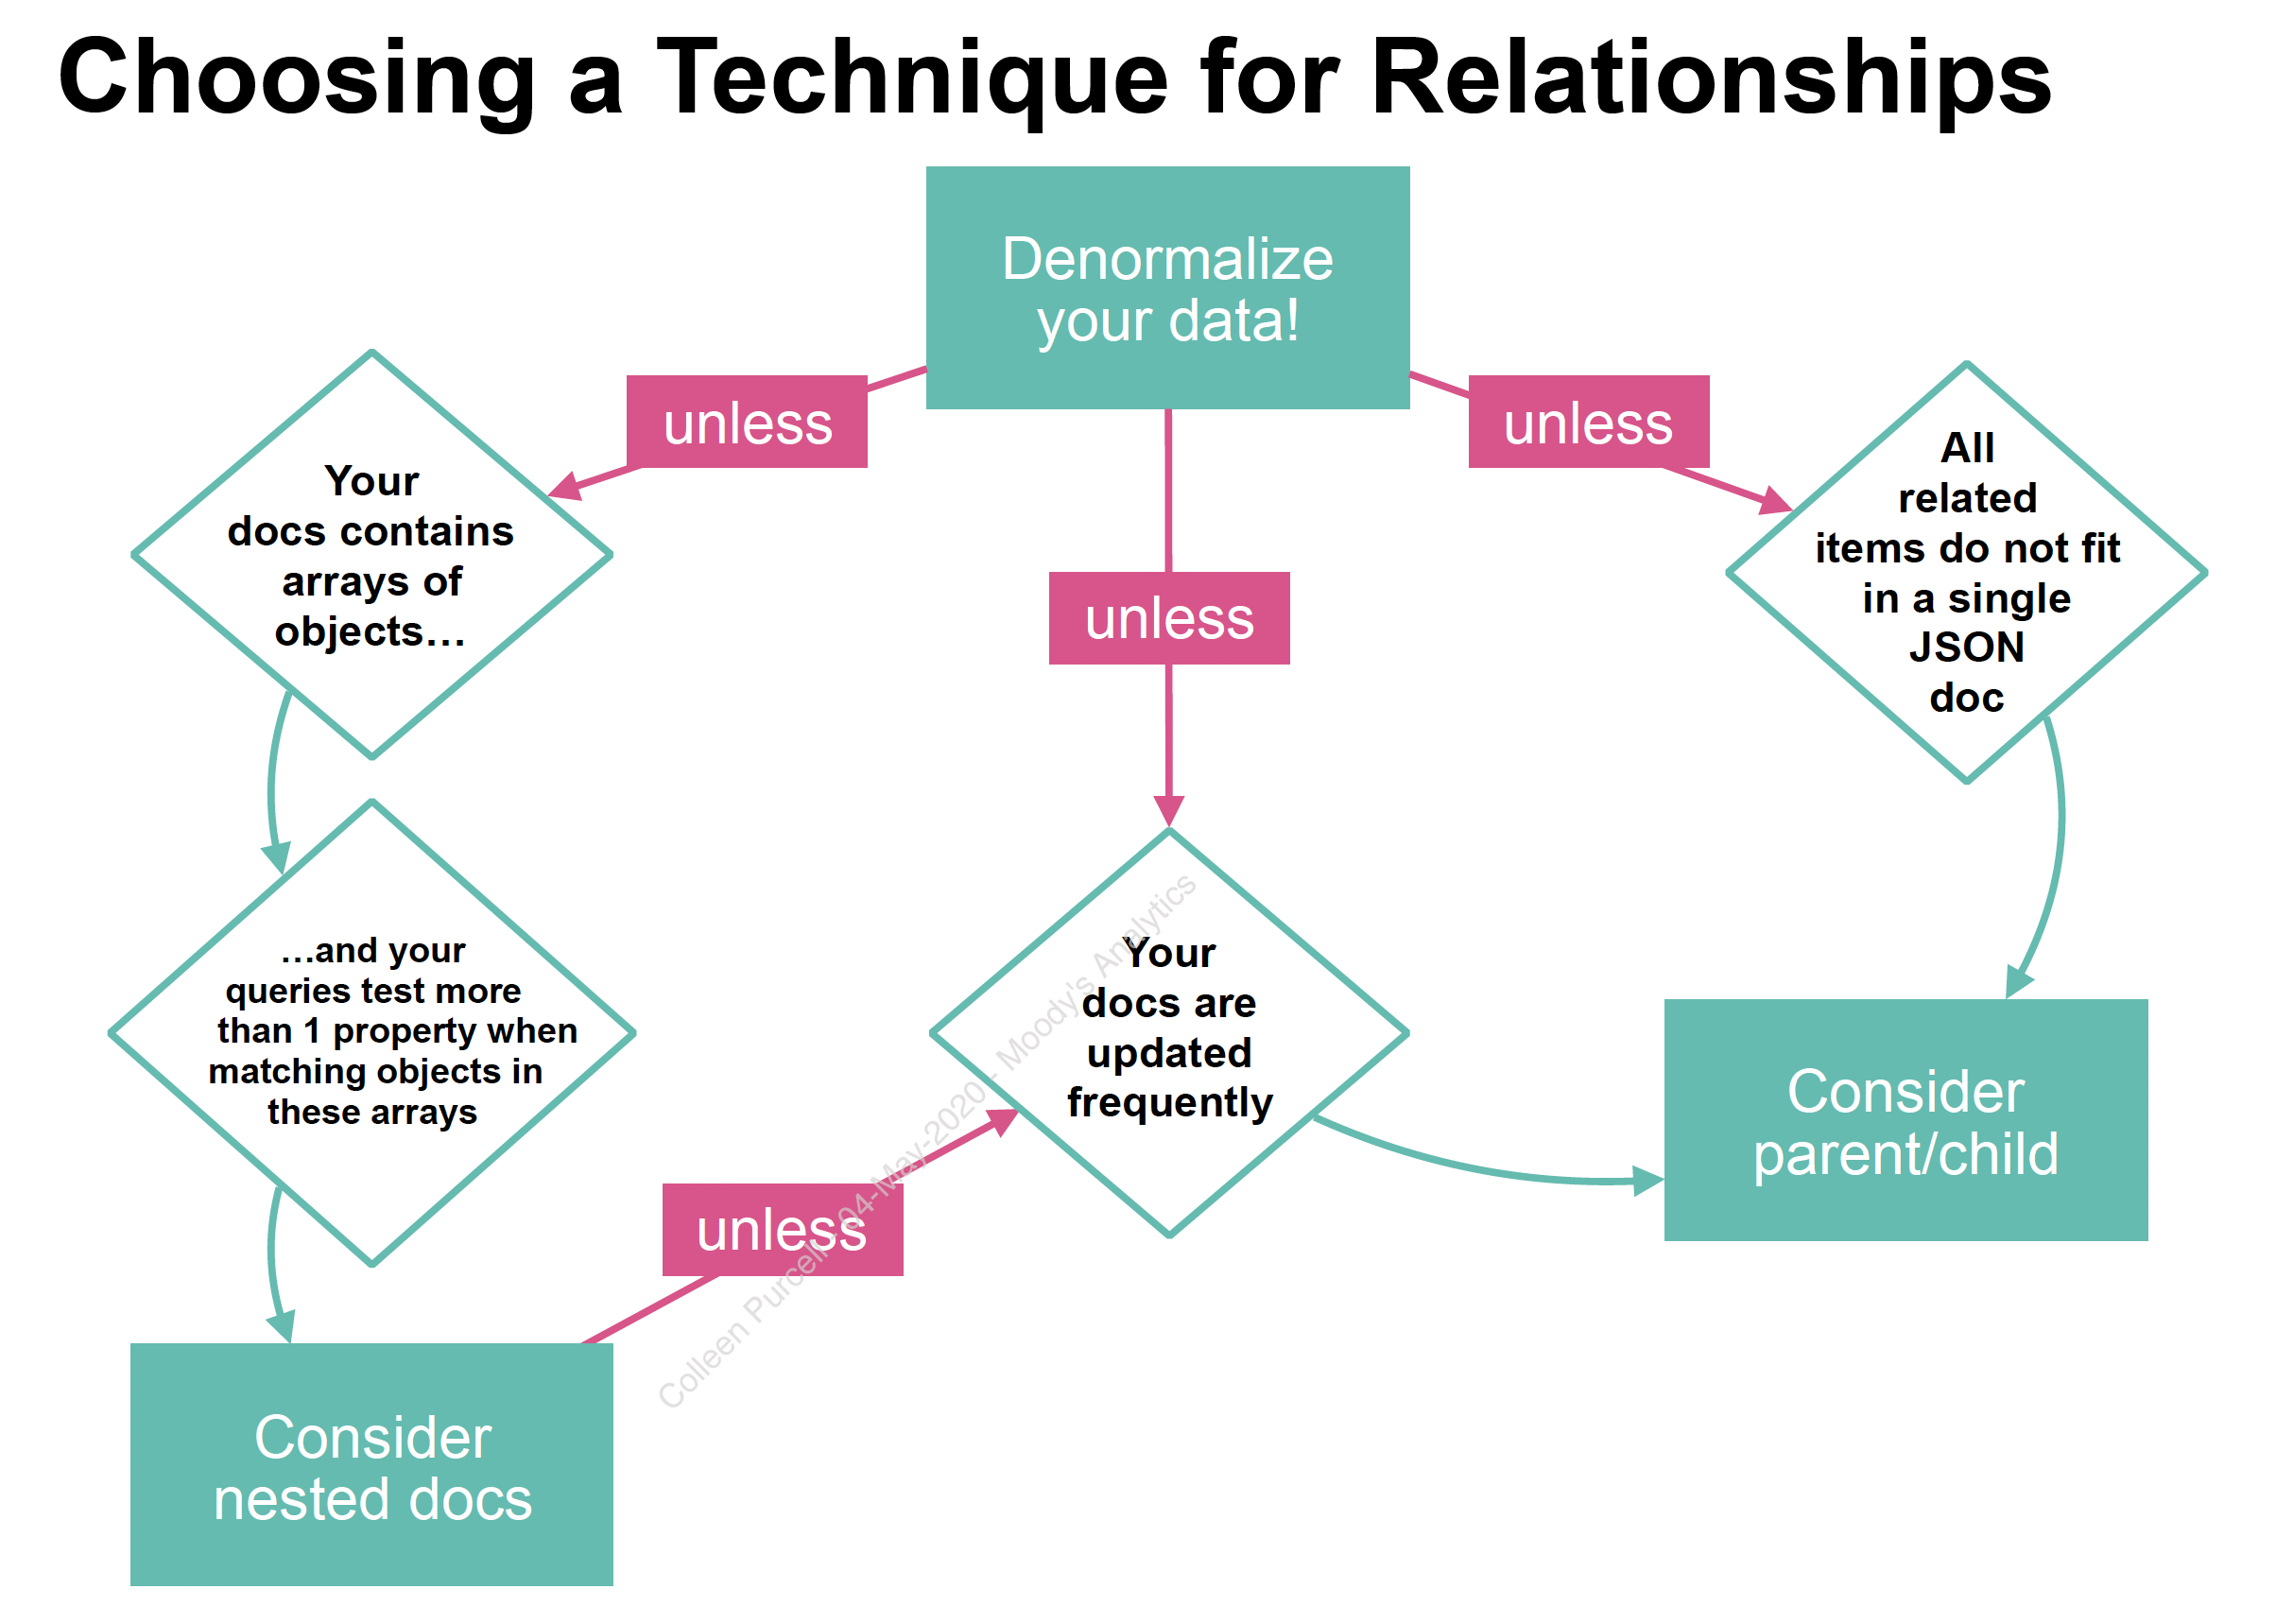 Choosing a Technique for Relationships
Denormalize
your data!
unless
unless
unless
Your
docs contains
arrays of
objects…
All
related
items do not fit
in a single
JSON
doc
…and your
queries test more
than 1 property when
matching objects in
these arrays
Your
docs are
updated
frequently
Consider
parent/child
unless
Consider
nested docs
Colleen Purcell - 04-May-2020 - Moody's Analytics